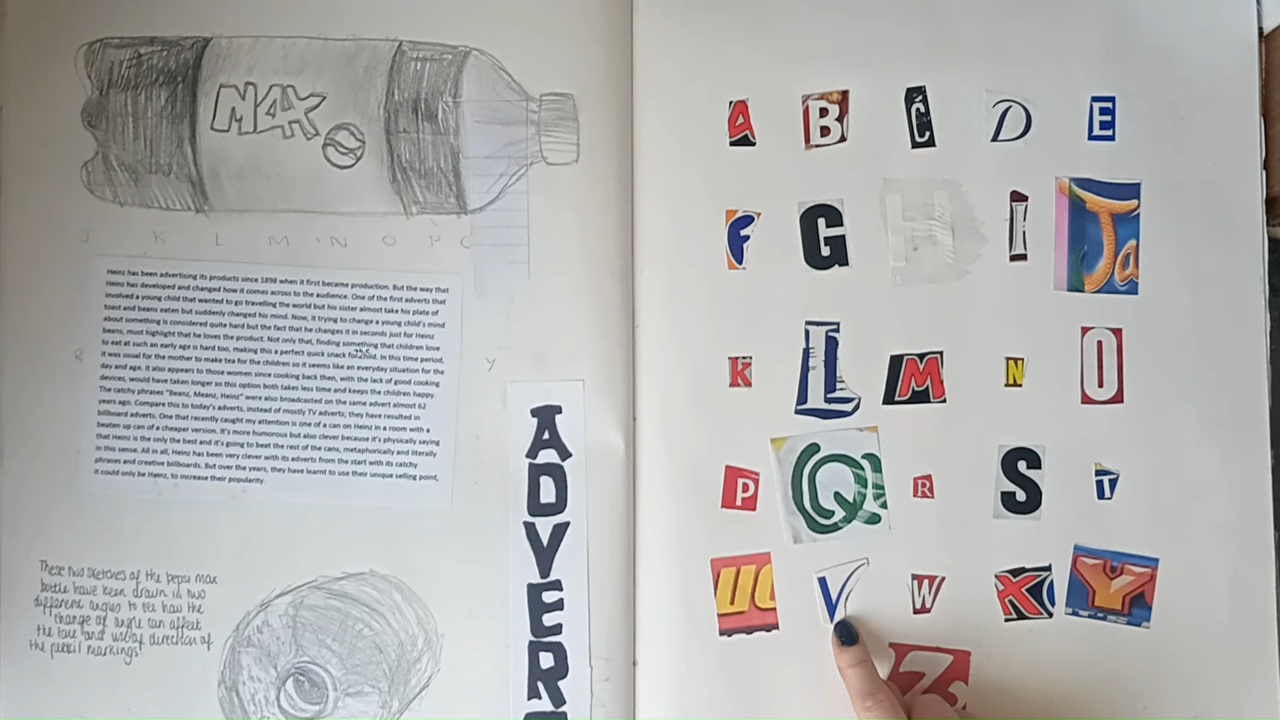 MAX
J K L M N O P
Heinz has been advertising its products since 1898 when it first became production. But the way that
Heinz has developed and changed how it comes across to the audience. One of the first adverts that
involved a young child that wanted to go travelling the world but his sister almost take his plate of
toast and beans eaten but suddenly changed his mind. Now, it trying to change a young child's mind
about something is considered quite hard but the fact that he changes it in seconds just for Heinz
beans, must highlight that he loves the product. Not only that, finding something that children love
to eat at such an early age is hard too, making this a perfect quick snack for the child. In this time period,
it was usual for the mother to make tea for the children so it seems like an everyday situation for the
day and age. It also appears to those women since cooking back then, with the lack of good cooking
devices, would have taken longer so this option both takes less time and keeps the children happy.
The catchy phrases "Beanz, Meanz, Heinz" were also broadcasted on the same advert almost 62
years ago. Compare this to today's adverts, instead of mostly TV adverts; they have resulted in
billboard adverts. One that recently caught my attention is one of a can on Heinz in a room with a
beaten up can of a cheaper version. It's more humorous but also clever because it's physically saying
that Heinz is the only the best and it's going to beat the rest of the cans, metaphorically and literally
in this sense. All in all, Heinz has been very clever with its adverts from the start with its catchy
phrases and creative billboards. But over the years, they have learnt to use their unique selling point,
it could only be Heinz, to increase their popularity.
R
Y
These two sketches of the pepsi max
bottle have been drawn in two
different angles to see how the
change of angle can affect
the tone and use of direction of
the pencil markings
A
D
V
E
R
A B Č D E
F G H I Ja
K L M N O
P Q R S T
UC V W X Y
IT'S
Z